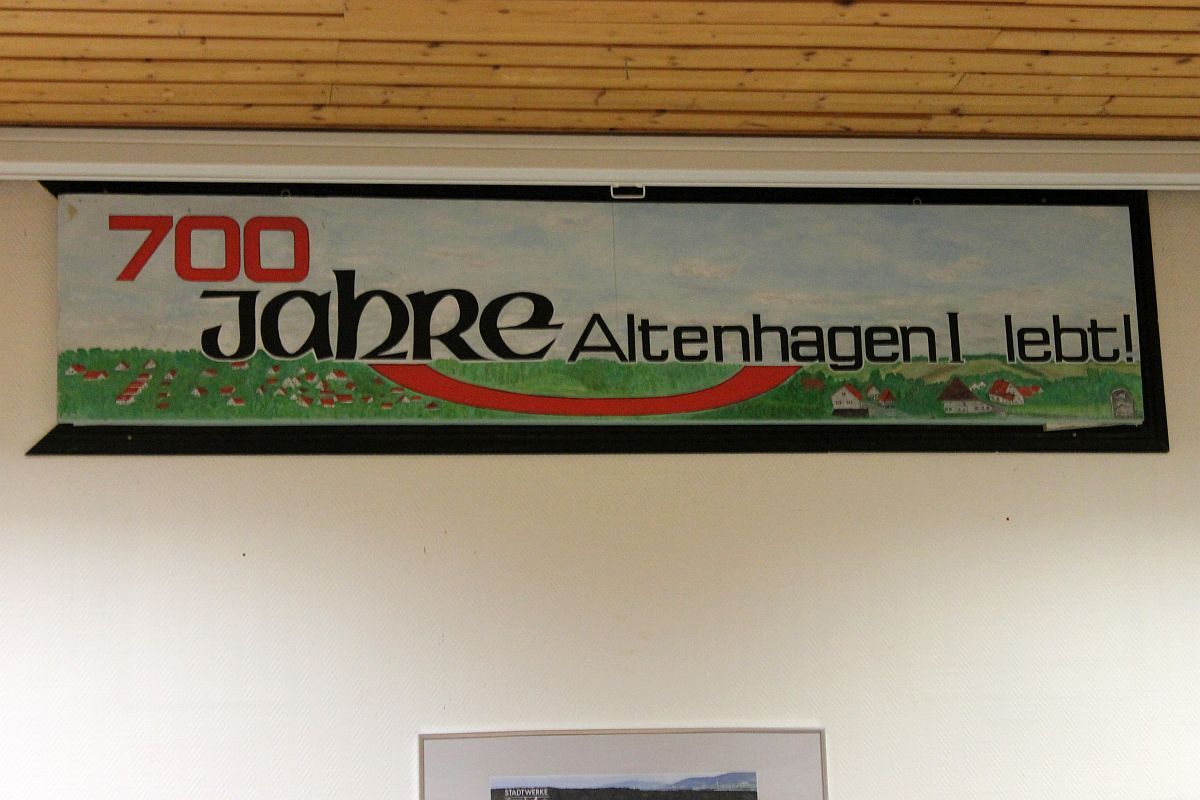 700
Jahre Altenhagen I lebt!
STADTWERKE